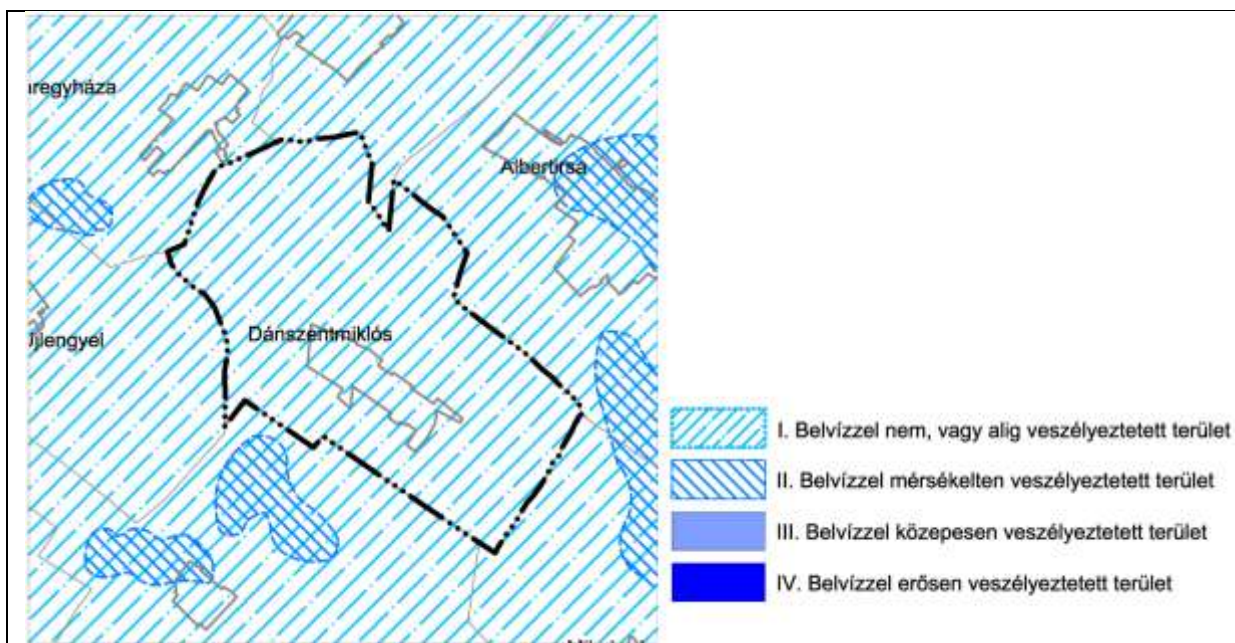 Albertirsa
Dánszentmiklós
I. Belvízzel nem, vagy alig veszélyeztetett terület
II. Belvízzel mérsékelten veszélyeztetett terület
III. Belvízzel közepesen veszélyeztetett terület
IV. Belvízzel erősen veszélyeztetett terület